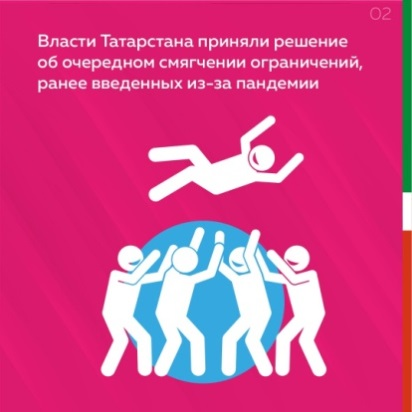 02
Власти Татарстана приняли решение
об очередном смягчении ограничений,
ранее введенных из-за пандемии